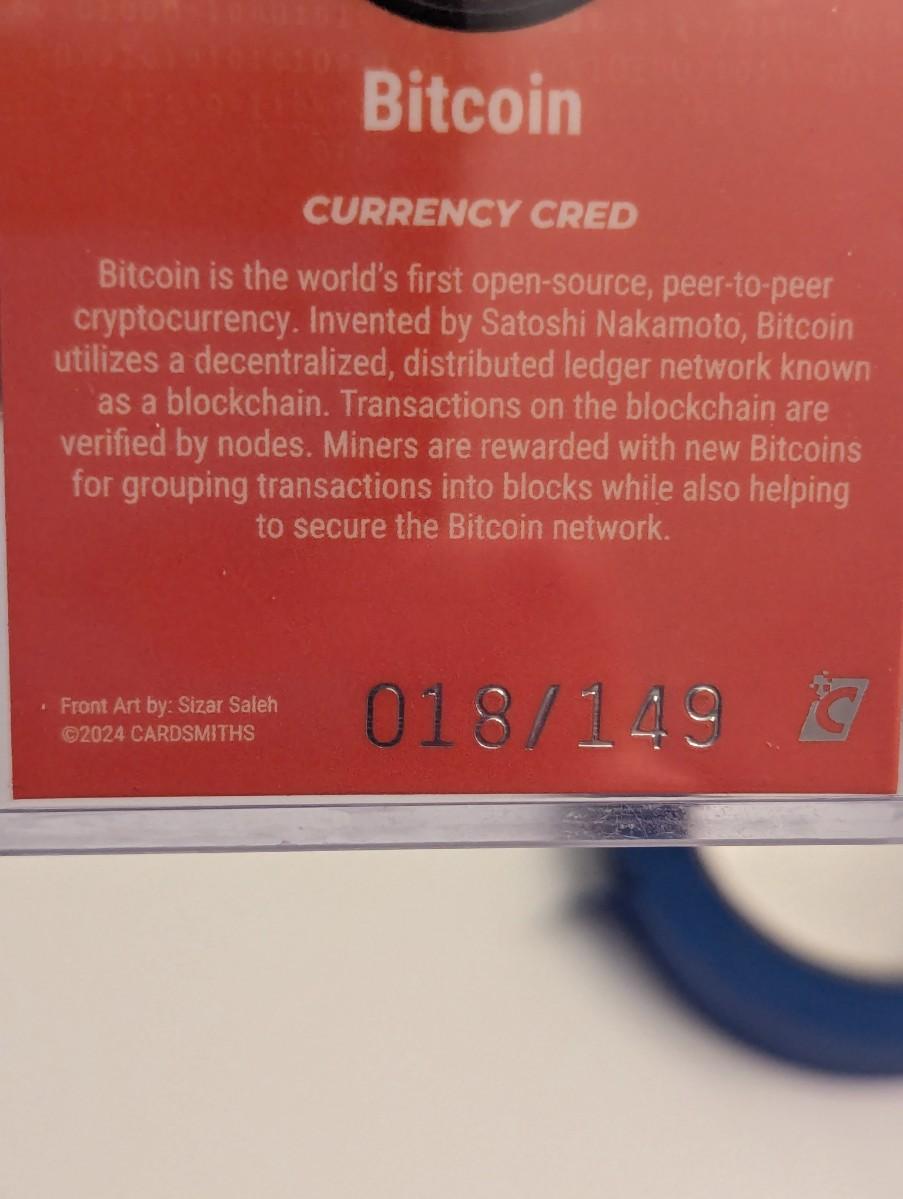 Bitcoin
CURRENCY CRED
Bitcoin is the world's first open-source, peer-to-peer
cryptocurrency. Invented by Satoshi Nakamoto, Bitcoin
utilizes a decentralized, distributed ledger network known
as a blockchain. Transactions on the blockchain are
verified by nodes. Miners are rewarded with new Bitcoins
for grouping transactions into blocks while also helping
to secure the Bitcoin network.
Front Art by: Sizar Saleh
©2024 CARDSMITHS
018/149
C